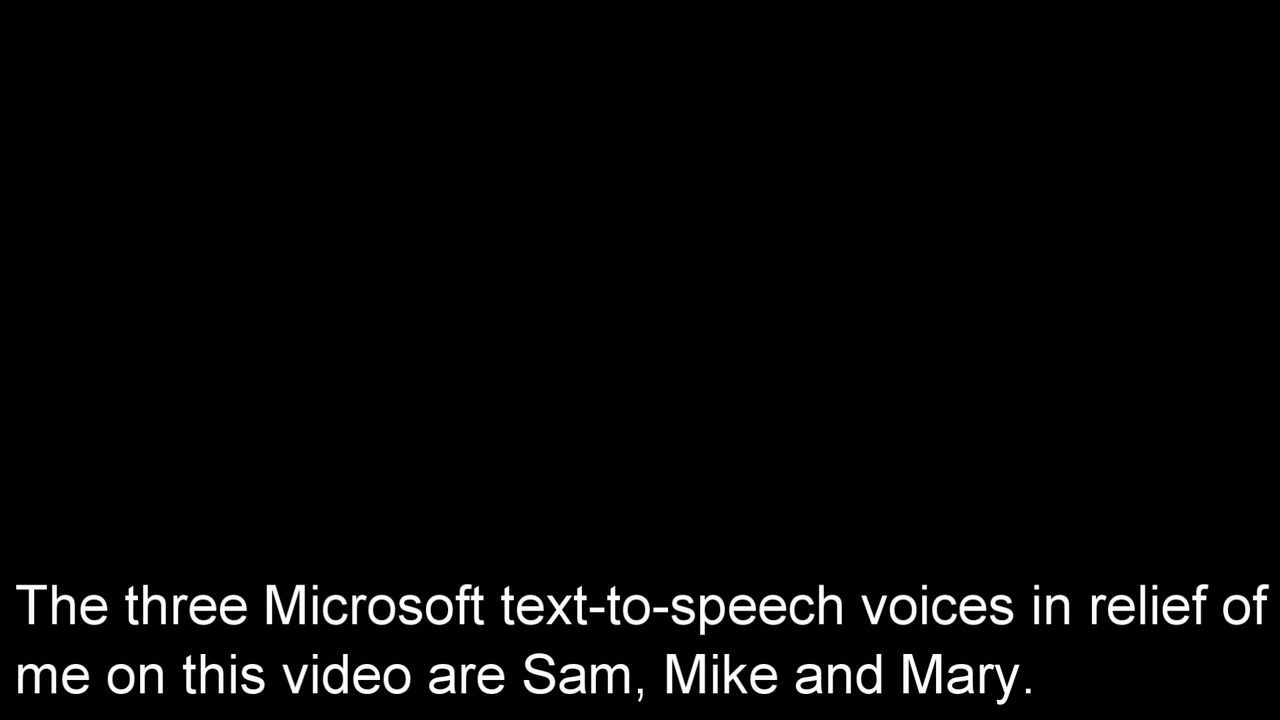 The three Microsoft text-to-speech voices in relief of
me on this video are Sam, Mike and Mary.